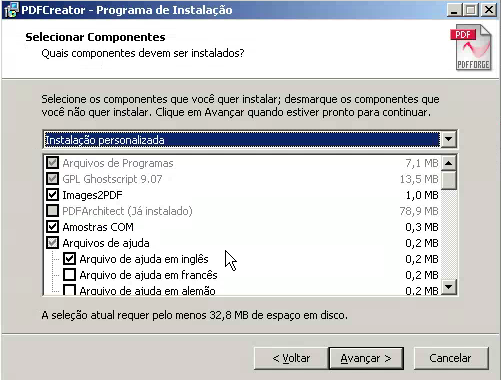 PDFCreator - Programa de Instalação
Selecionar Componentes
Quais componentes devem ser instalados?
PDF
PDFFORGE
Selecione os componentes que você quer instalar; desmarque os componentes que
você não quer instalar. Clique em Avançar quando estiver pronto para continuar.
Instalação personalizada
Arquivos de Programas 7,1 MB
GPL Ghostscript 9.07 13,5 MB
Images2PDF 1,0 MB
PDFArchitect (Já instalado) 78,9 MB
Amostras COM 0,3 MB
Arquivos de ajuda 0,2 MB
Arquivo de ajuda em inglês 0,2 MB
Arquivo de ajuda em francês 0,2 MB
Arquivo de ajuda em alemão 0,2 MB
A seleção atual requer pelo menos 32,8 MB de espaço em disco.
< Voltar Avançar > Cancelar